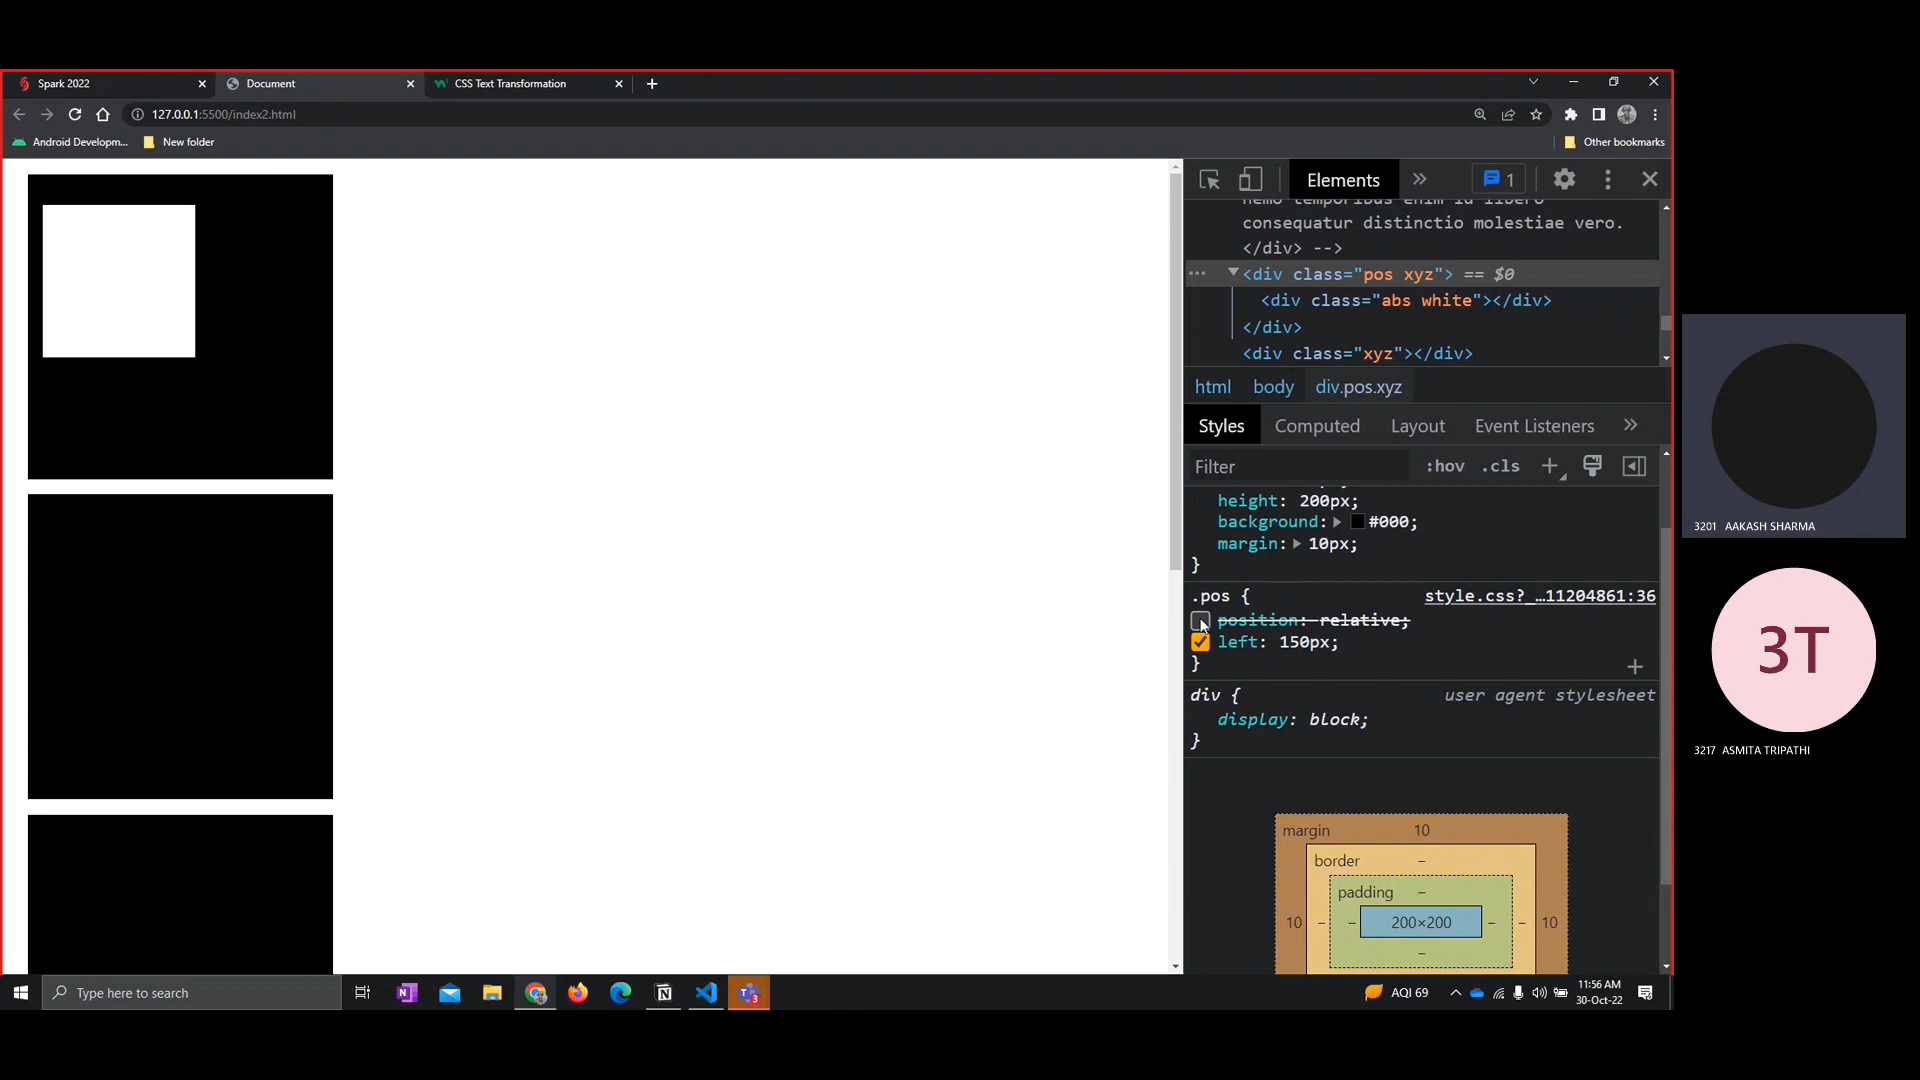 Spark 2022
Document
CSS Text Transformation
127.0.0.1:5500/index2.html
Android Developm...
New folder
Other bookmarks
Elements
1
nemo temporibus enim id libero
consequatur distinctio molestiae vero.
</div> -->
<div class="pos xyz"> == $0
<div class="abs white"></div>
</div>
<div class="xyz"></div>
html body div.pos.xyz
Styles Computed Layout Event Listeners
Filter :hov .cls
height: 200px;
background: #000;
margin: 10px;
}
.pos { style.css?_…11204861:36
position: relative;
left: 150px;
}
div { user agent stylesheet
display: block;
}
margin 10
border –
padding –
10 – – 200×200 – – 10
–
3201 AAKASH SHARMA
3T
3217 ASMITA TRIPATHI
Type here to search
AQI 69
11:56 AM
30-Oct-22